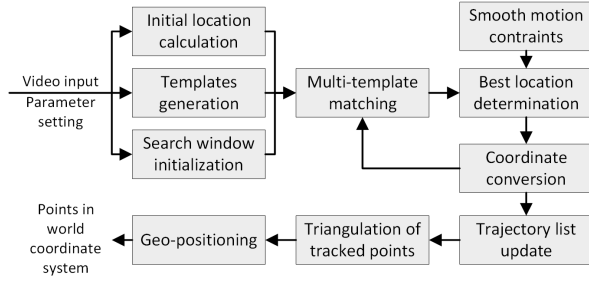 Video input
Parameter
setting
Initial location
calculation
Templates
generation
Search window
initialization
Multi-template
matching
Smooth motion
contraints
Best location
determination
Coordinate
conversion
Trajectory list
update
Triangulation of
tracked points
Geo-positioning
Points in
world
coordinate
system